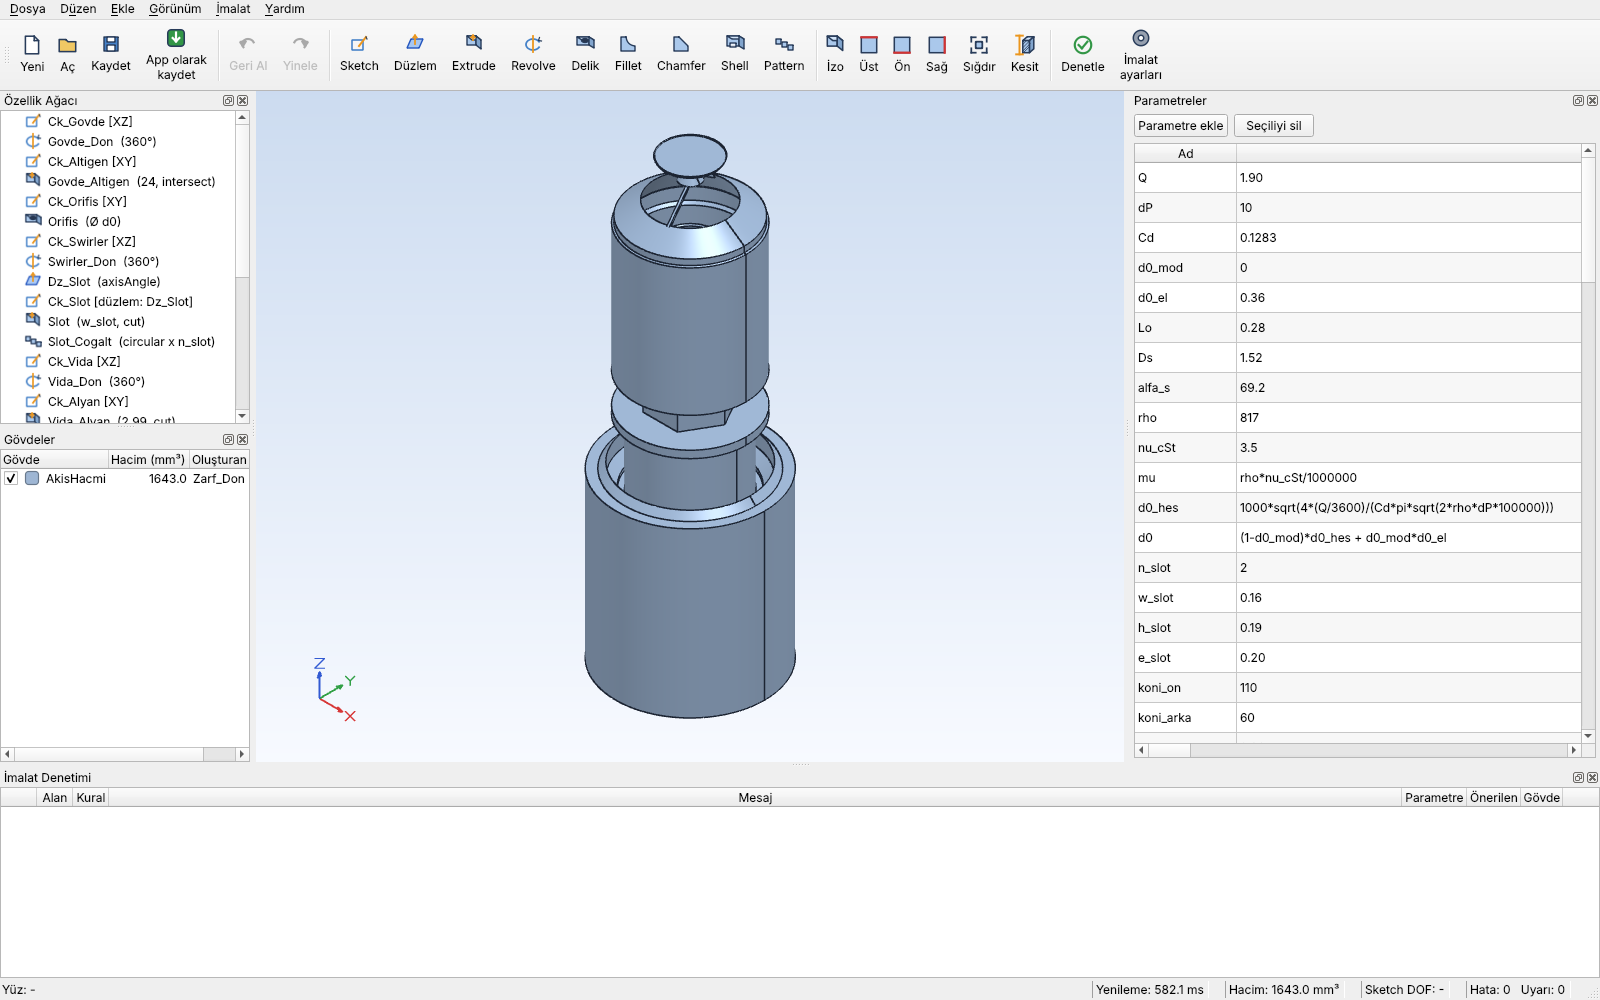 Dosya Düzen Ekle Görünüm İmalat Yardım
Yeni Aç Kaydet App olarak kaydet Geri Al Yinele Sketch Düzlem Extrude Revolve Delik Fillet Chamfer Shell Pattern İzo Üst Ön Sağ Sığdır Kesit Denetle İmalat ayarları
Özellik Ağacı
Ck_Govde [XZ]
Govde_Don (360°)
Ck_Altigen [XY]
Govde_Altigen (24, intersect)
Ck_Orifis [XY]
Orifis (Ø d0)
Ck_Swirler [XZ]
Swirler_Don (360°)
Dz_Slot (axisAngle)
Ck_Slot [düzlem: Dz_Slot]
Slot (w_slot, cut)
Slot_Cogalt (circular x n_slot)
Ck_Vida [XZ]
Vida_Don (360°)
Ck_Alyan [XY]
Vida_Alyan (2.99, cut)
Gövdeler
Gövde Hacim (mm³) Oluşturan
AkisHacmi 1643.0 Zarf_Don
Z
Y
X
Parametreler
Parametre ekle Seçiliyi sil
Ad
Q 1.90
dP 10
Cd 0.1283
d0_mod 0
d0_el 0.36
Lo 0.28
Ds 1.52
alfa_s 69.2
rho 817
nu_cSt 3.5
mu rho*nu_cSt/1000000
d0_hes 1000*sqrt(4*(Q/3600)/(Cd*pi*sqrt(2*rho*dP*100000)))
d0 (1-d0_mod)*d0_hes + d0_mod*d0_el
n_slot 2
w_slot 0.16
h_slot 0.19
e_slot 0.20
koni_on 110
koni_arka 60
İmalat Denetimi
Alan Kural Mesaj Parametre Önerilen Gövde
Yüz: - Yenileme: 582.1 ms Hacim: 1643.0 mm³ Sketch DOF: - Hata: 0 Uyarı: 0